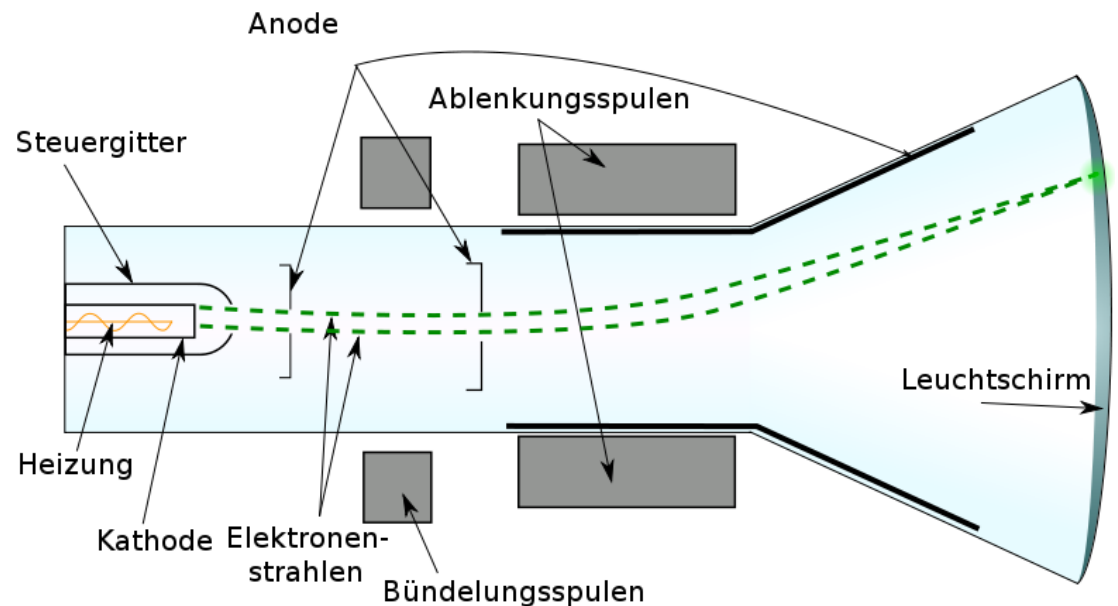 Anode
Ablenkungsspulen
Steuergitter
Leuchtschirm
Heizung
Kathode
Elektronen-
strahlen
Bündelungsspulen